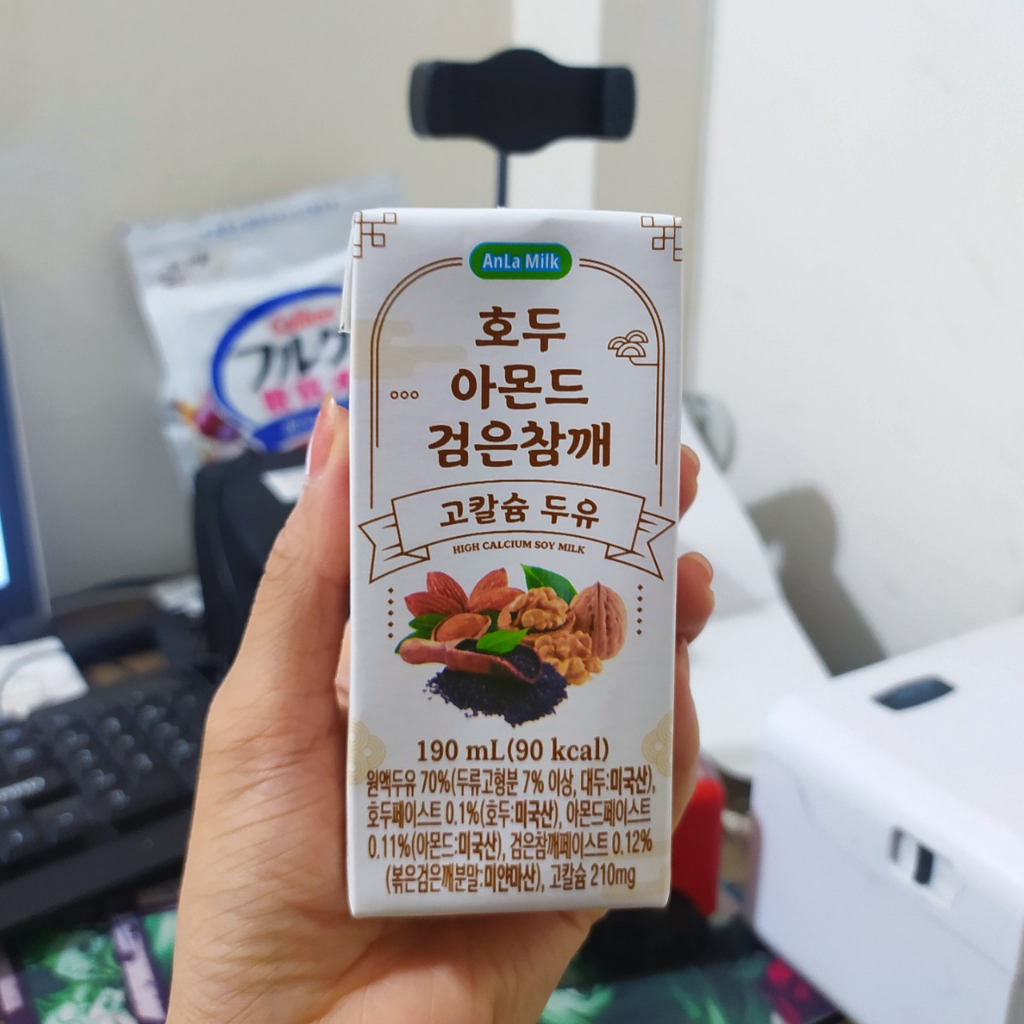 AnLa Milk
호두
아몬드
검은참깨
고칼슘 두유
HIGH CALCIUM SOY MILK
190 mL(90 kcal)
원액두유 70%(두류고형분 7% 이상, 대두:미국산),
호두페이스트 0.1%(호두:미국산), 아몬드페이스트
0.11%(아몬드:미국산), 검은참깨페이스트 0.12%
(볶은검은깨분말:미얀마산), 고칼슘 210mg
Calbee
フルグ